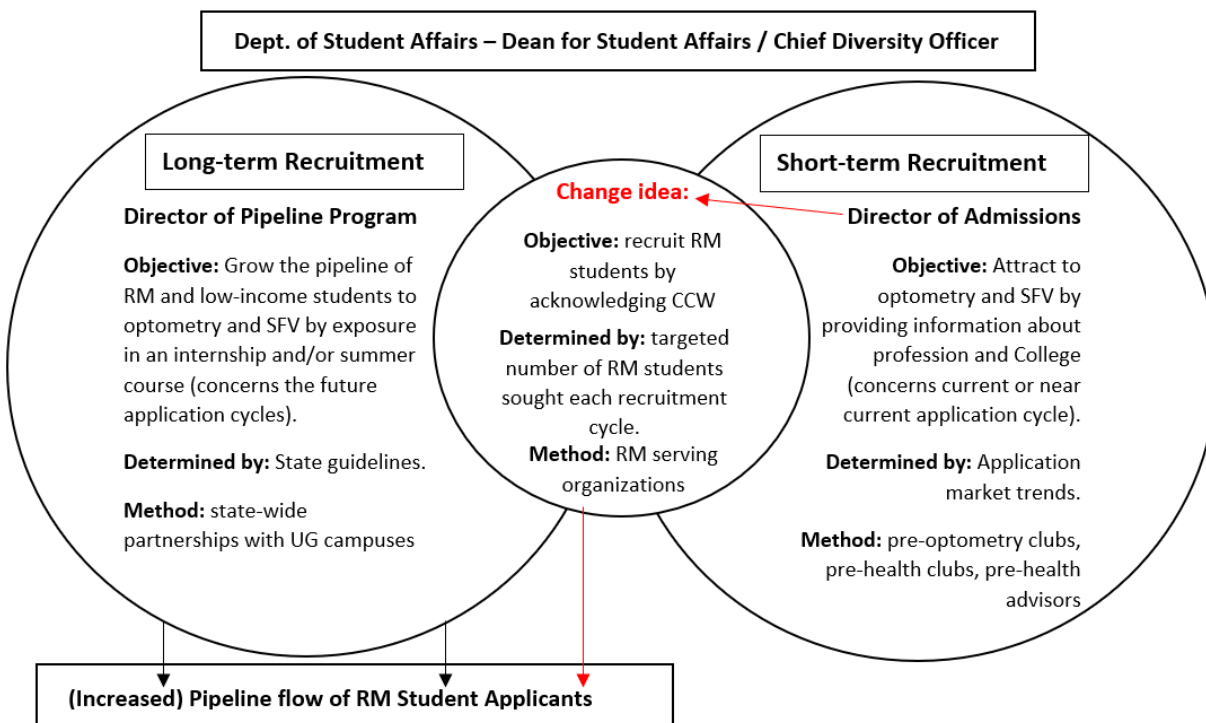 Dept. of Student Affairs – Dean for Student Affairs / Chief Diversity Officer
Long-term Recruitment
Director of Pipeline Program
Objective: Grow the pipeline of
RM and low-income students to
optometry and SFV by exposure
in an internship and/or summer
course (concerns the future
application cycles).
Determined by: State guidelines.
Method: state-wide
partnerships with UG campuses
Change idea:
Objective: recruit RM
students by
acknowledging CCW
Determined by: targeted
number of RM students
sought each recruitment
cycle.
Method: RM serving
organizations
Short-term Recruitment
Director of Admissions
Objective: Attract to
optometry and SFV by
providing information about
profession and College
(concerns current or near
current application cycle).
Determined by: Application
market trends.
Method: pre-optometry clubs,
pre-health clubs, pre-health
advisors
(Increased) Pipeline flow of RM Student Applicants